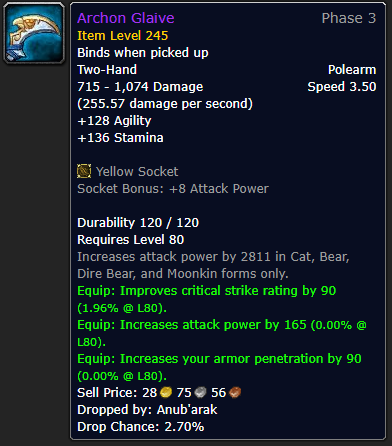 Archon Glaive Phase 3
Item Level 245
Binds when picked up
Two-Hand Polearm
715 - 1,074 Damage Speed 3.50
(255.57 damage per second)
+128 Agility
+136 Stamina
Yellow Socket
Socket Bonus: +8 Attack Power
Durability 120 / 120
Requires Level 80
Increases attack power by 2811 in Cat, Bear,
Dire Bear, and Moonkin forms only.
Equip: Improves critical strike rating by 90
(1.96% @ L80).
Equip: Increases attack power by 165 (0.00% @
L80).
Equip: Increases your armor penetration by 90
(0.00% @ L80).
Sell Price: 28 75 56
Dropped by: Anub'arak
Drop Chance: 2.70%